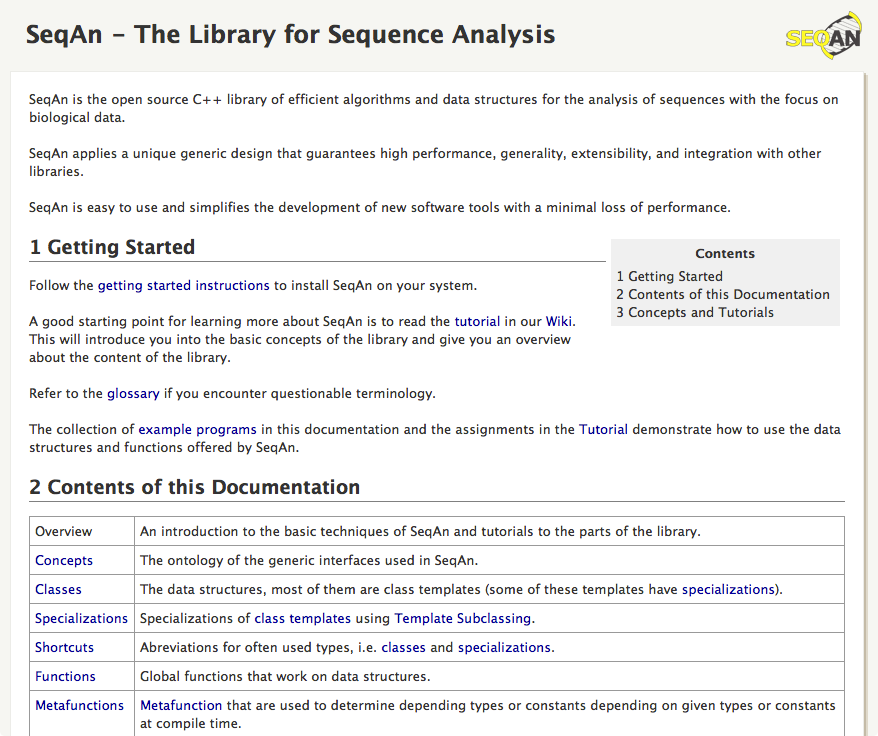 SeqAn – The Library for Sequence Analysis
SEQAN
SeqAn is the open source C++ library of efficient algorithms and data structures for the analysis of sequences with the focus on
biological data.
SeqAn applies a unique generic design that guarantees high performance, generality, extensibility, and integration with other
libraries.
SeqAn is easy to use and simplifies the development of new software tools with a minimal loss of performance.
1 Getting Started
Contents
1 Getting Started
2 Contents of this Documentation
3 Concepts and Tutorials
Follow the getting started instructions to install SeqAn on your system.
A good starting point for learning more about SeqAn is to read the tutorial in our Wiki.
This will introduce you into the basic concepts of the library and give you an overview
about the content of the library.
Refer to the glossary if you encounter questionable terminology.
The collection of example programs in this documentation and the assignments in the Tutorial demonstrate how to use the data
structures and functions offered by SeqAn.
2 Contents of this Documentation
Overview An introduction to the basic techniques of SeqAn and tutorials to the parts of the library.
Concepts The ontology of the generic interfaces used in SeqAn.
Classes The data structures, most of them are class templates (some of these templates have specializations).
Specializations Specializations of class templates using Template Subclassing.
Shortcuts Abreviations for often used types, i.e. classes and specializations.
Functions Global functions that work on data structures.
Metafunctions Metafunction that are used to determine depending types or constants depending on given types or constants
at compile time.